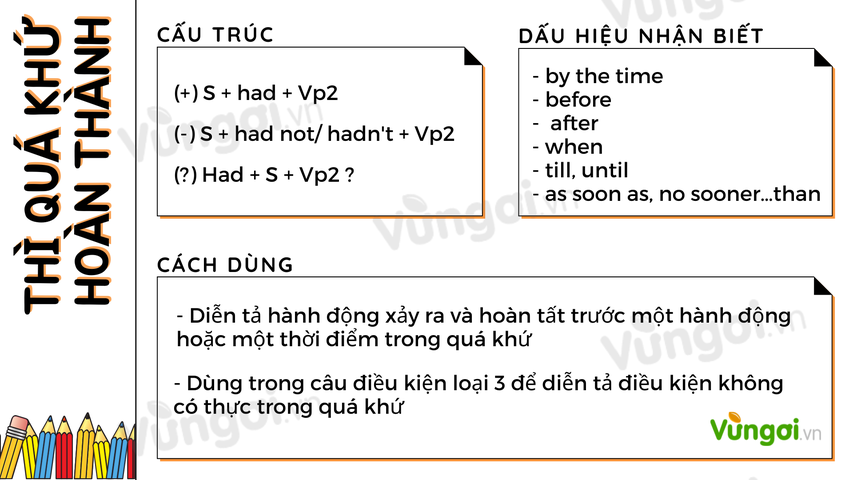 THÌ QUÁ KHỨ
HOÀN THÀNH
CẤU TRÚC
(+) S + had + Vp2
(-) S + had not/ hadn't + Vp2
(?) Had + S + Vp2 ?
DẤU HIỆU NHẬN BIẾT
- by the time
- before
- after
- when
- till, until
- as soon as, no sooner...than
CÁCH DÙNG
- Diễn tả hành động xảy ra và hoàn tất trước một hành động
hoặc một thời điểm trong quá khứ
- Dùng trong câu điều kiện loại 3 để diễn tả điều kiện không
có thực trong quá khứ
Vừngơi.vn